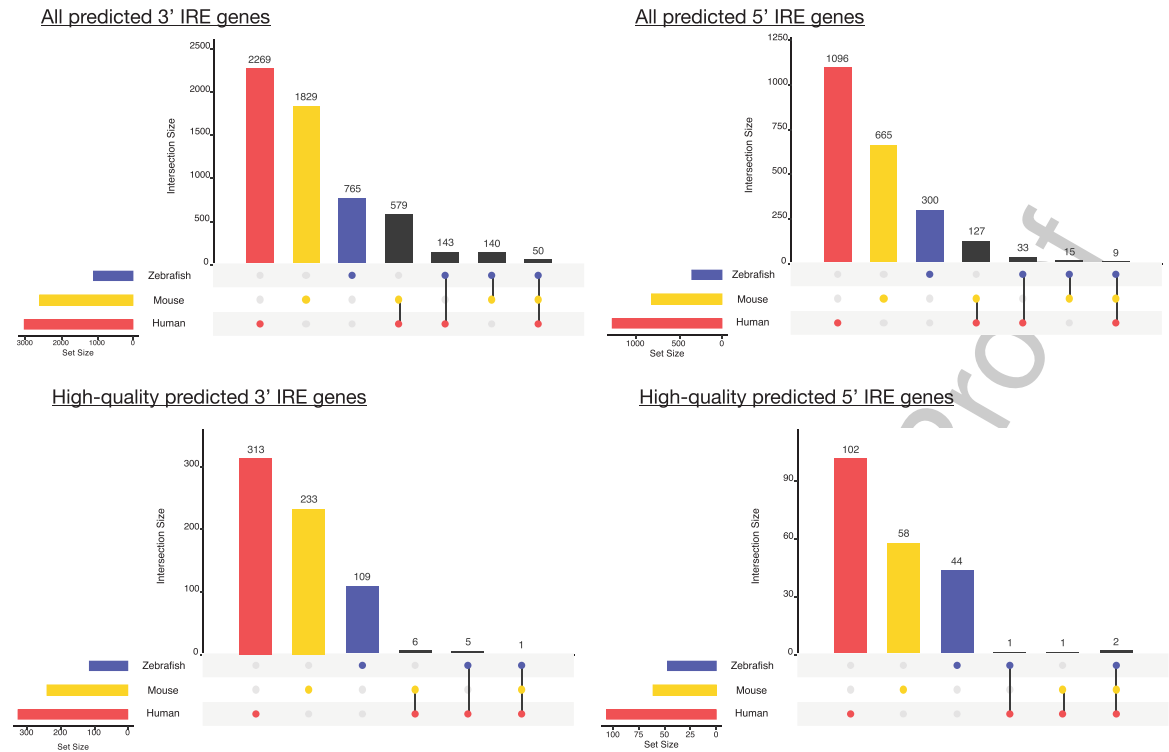 All predicted 3’ IRE genes
2500
2000
1500
1000
500
0
Intersection Size
2269
1829
765
579
143
140
50
Zebrafish
Mouse
Human
3000
2000
1000
0
Set Size
All predicted 5’ IRE genes
1250
1000
750
500
250
0
Intersection Size
1096
665
300
127
33
15
9
Zebrafish
Mouse
Human
1000
500
0
Set Size
High-quality predicted 3’ IRE genes
300
200
100
0
Intersection Size
313
233
109
6
5
1
Zebrafish
Mouse
Human
300
200
100
0
Set Size
High-quality predicted 5’ IRE genes
90
60
30
0
Intersection Size
102
58
44
1
1
2
Zebrafish
Mouse
Human
100
75
50
25
0
Set Size
Proof